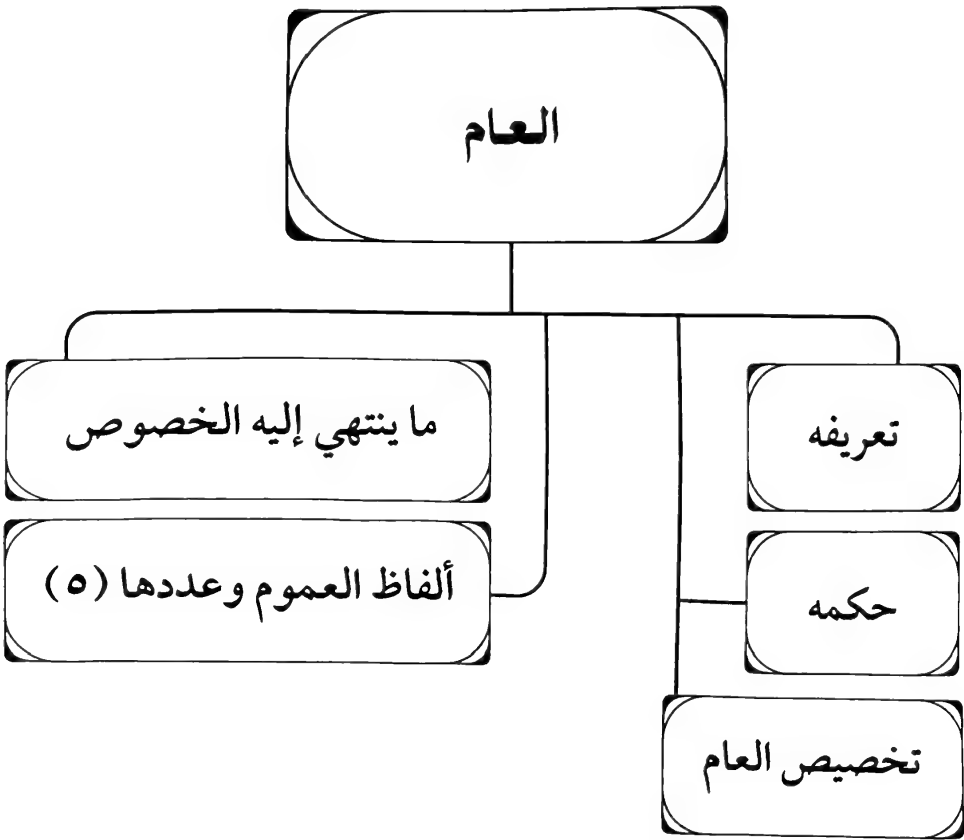 العام
تعريفه
حكمه
تخصيص العام
ما ينتهي إليه الخصوص
ألفاظ العموم وعددها (٥)